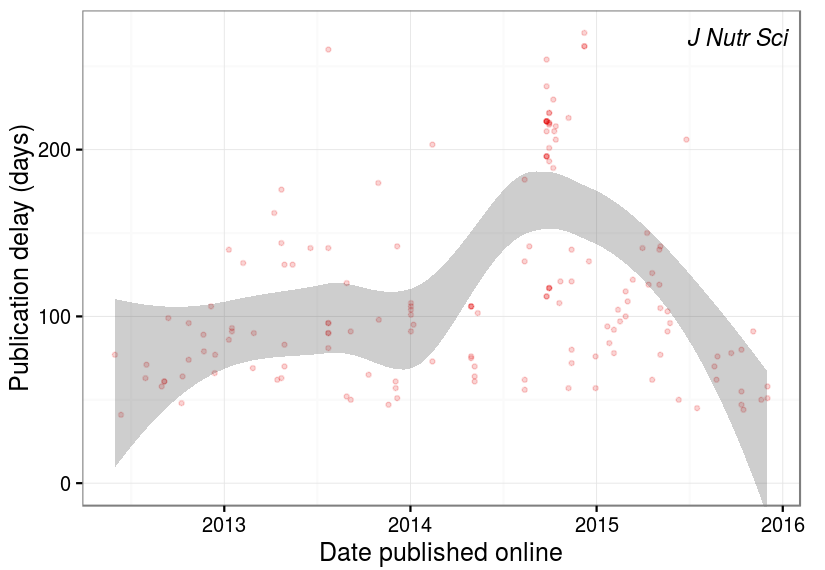 J Nutr Sci
Publication delay (days)
200
100
0
2013 2014 2015 2016
Date published online